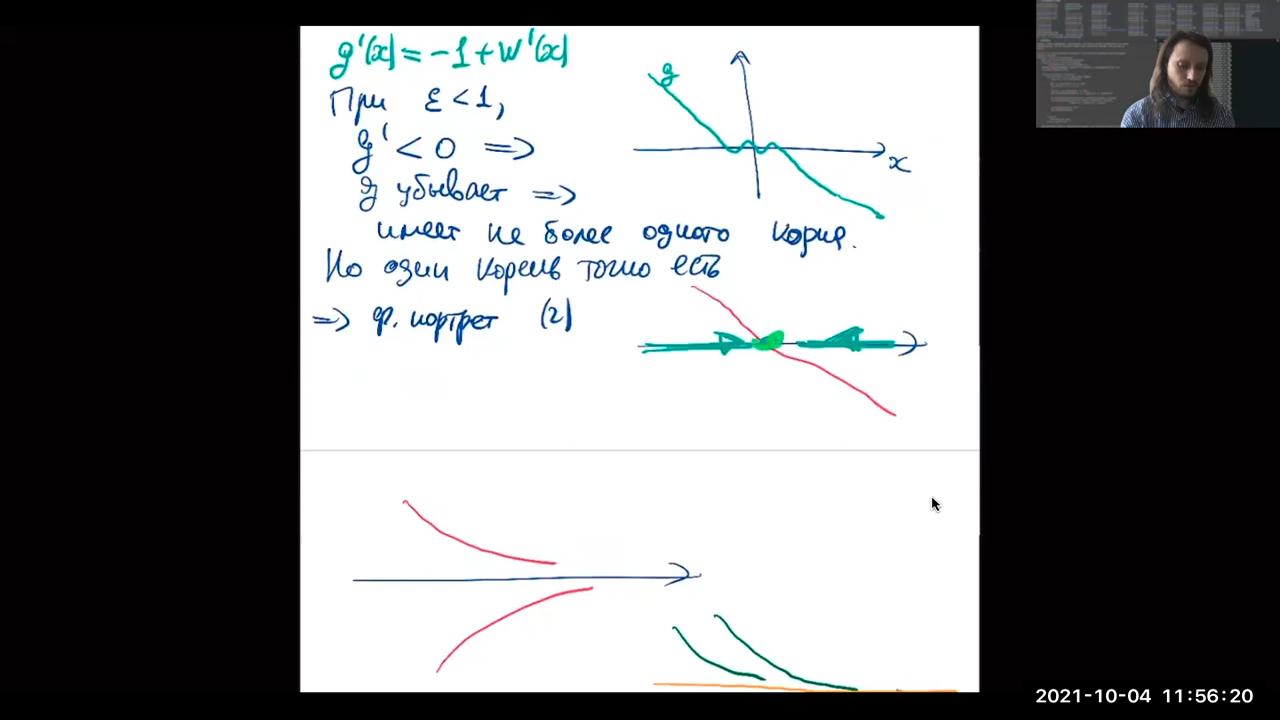 g'(x) = -1 + W'(x)
При ε < 1,
g' < 0 =>
g убывает =>
имеет не более одного корня.
Но один корень точно есть
=> ф. портрет (2)
g
x
2021-10-04 11:56:20